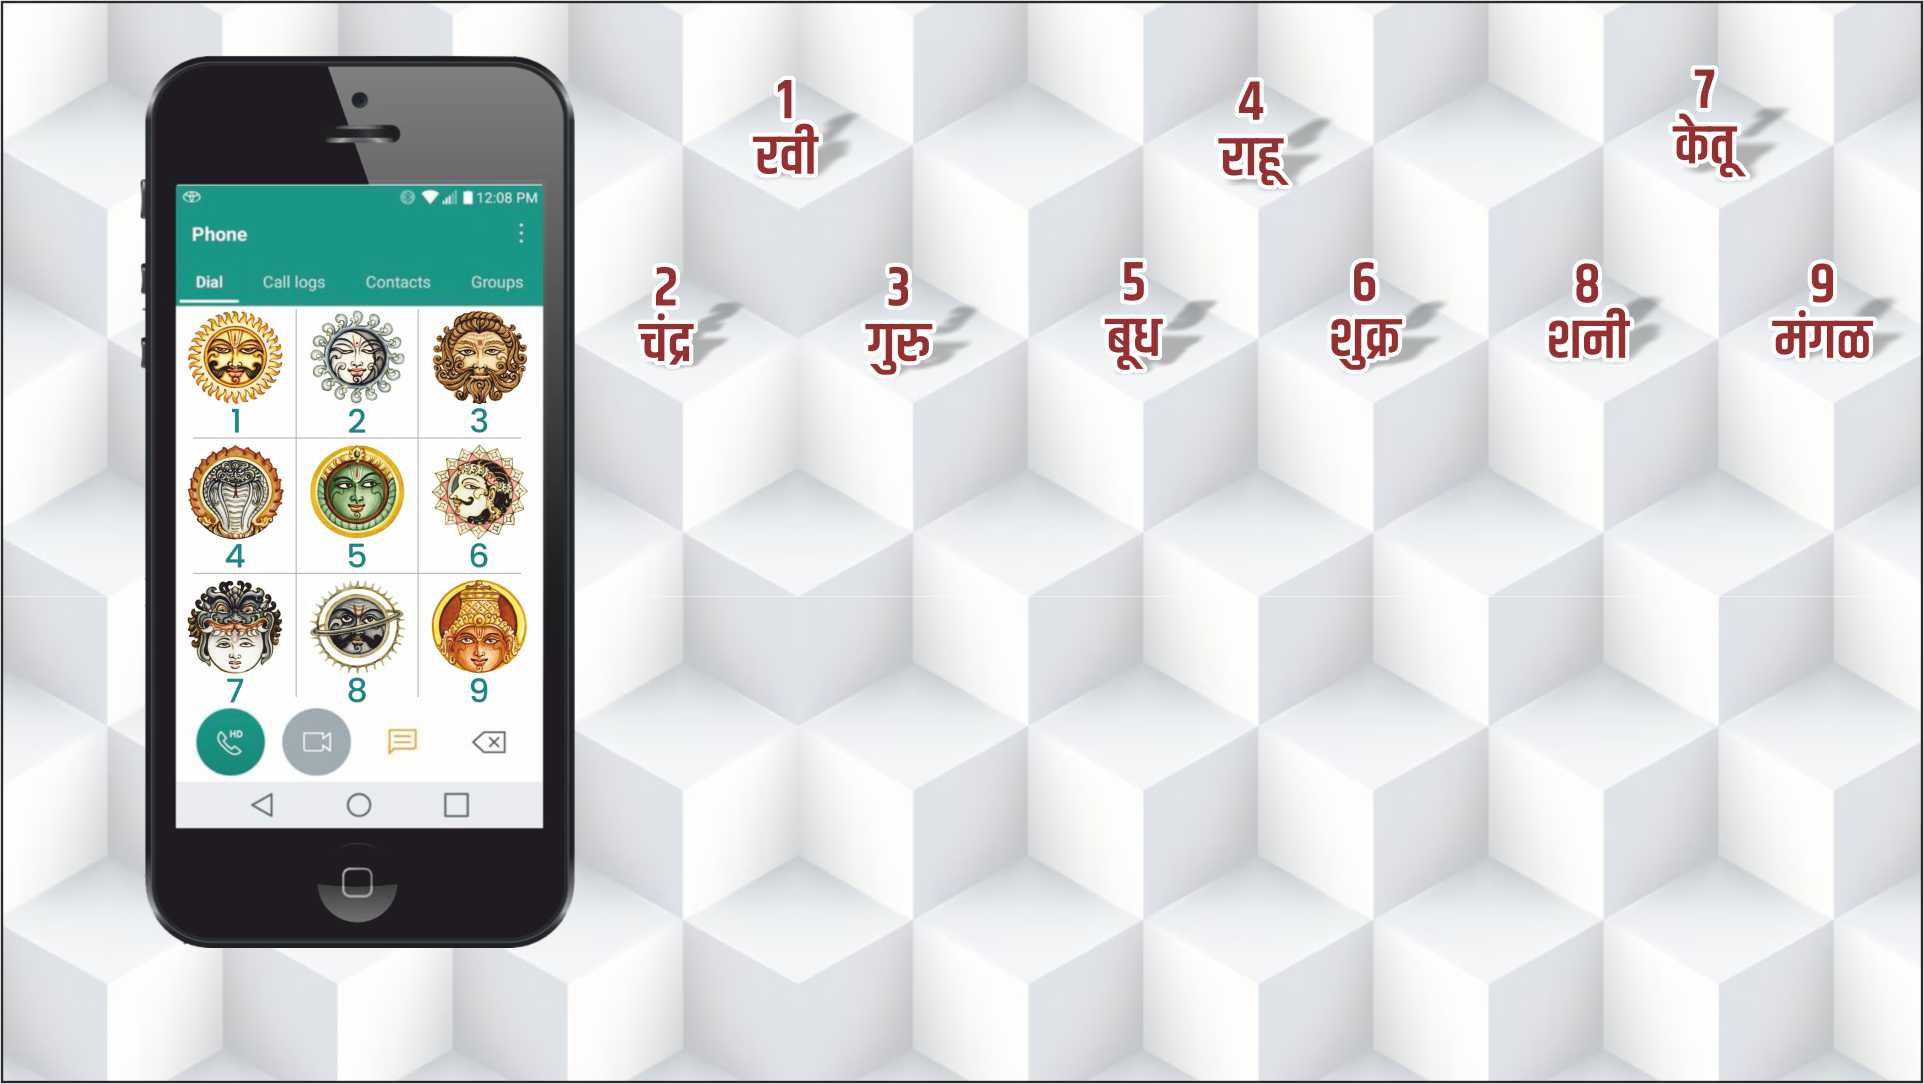 12:08 PM
Phone
Dial Call logs Contacts Groups
1 2 3
4 5 6
7 8 9
HD
1
रवी
4
राहू
7
केतू
2
चंद्र
3
गुरु
5
बूध
6
शुक्र
8
शनी
9
मंगळ